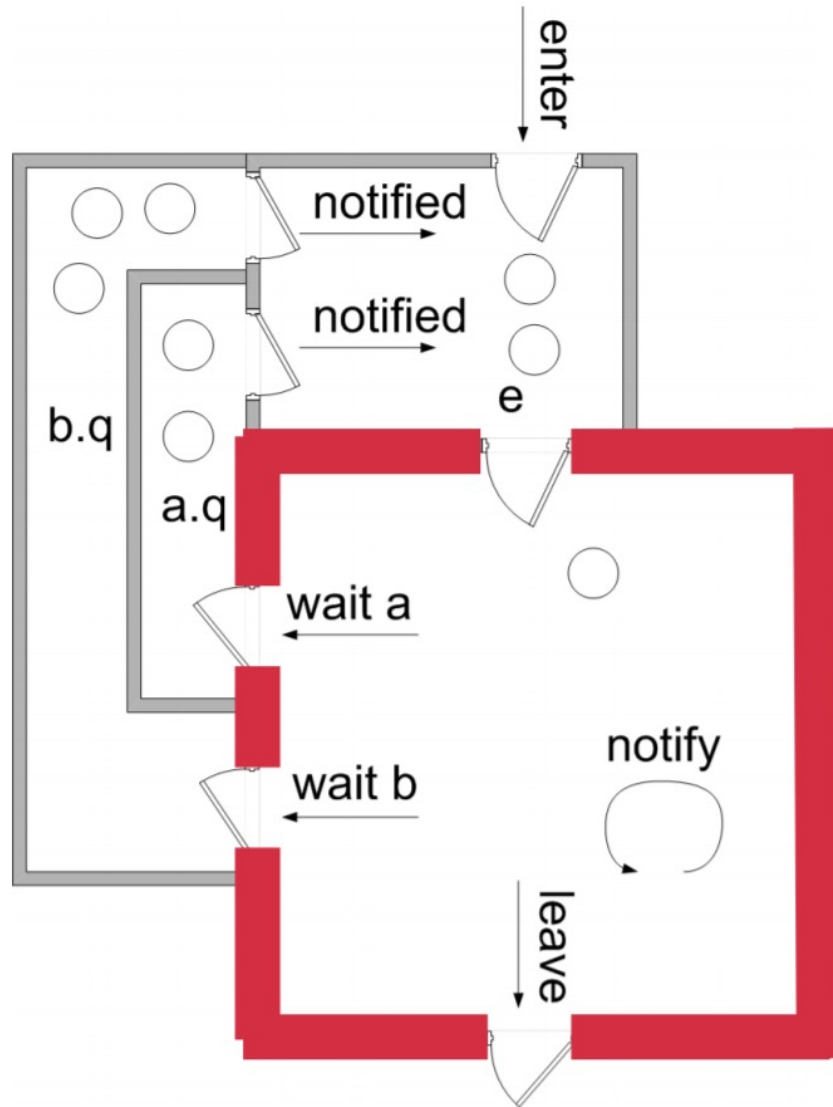 enter
notified
notified
e
b.q
a.q
wait a
notify
wait b
leave